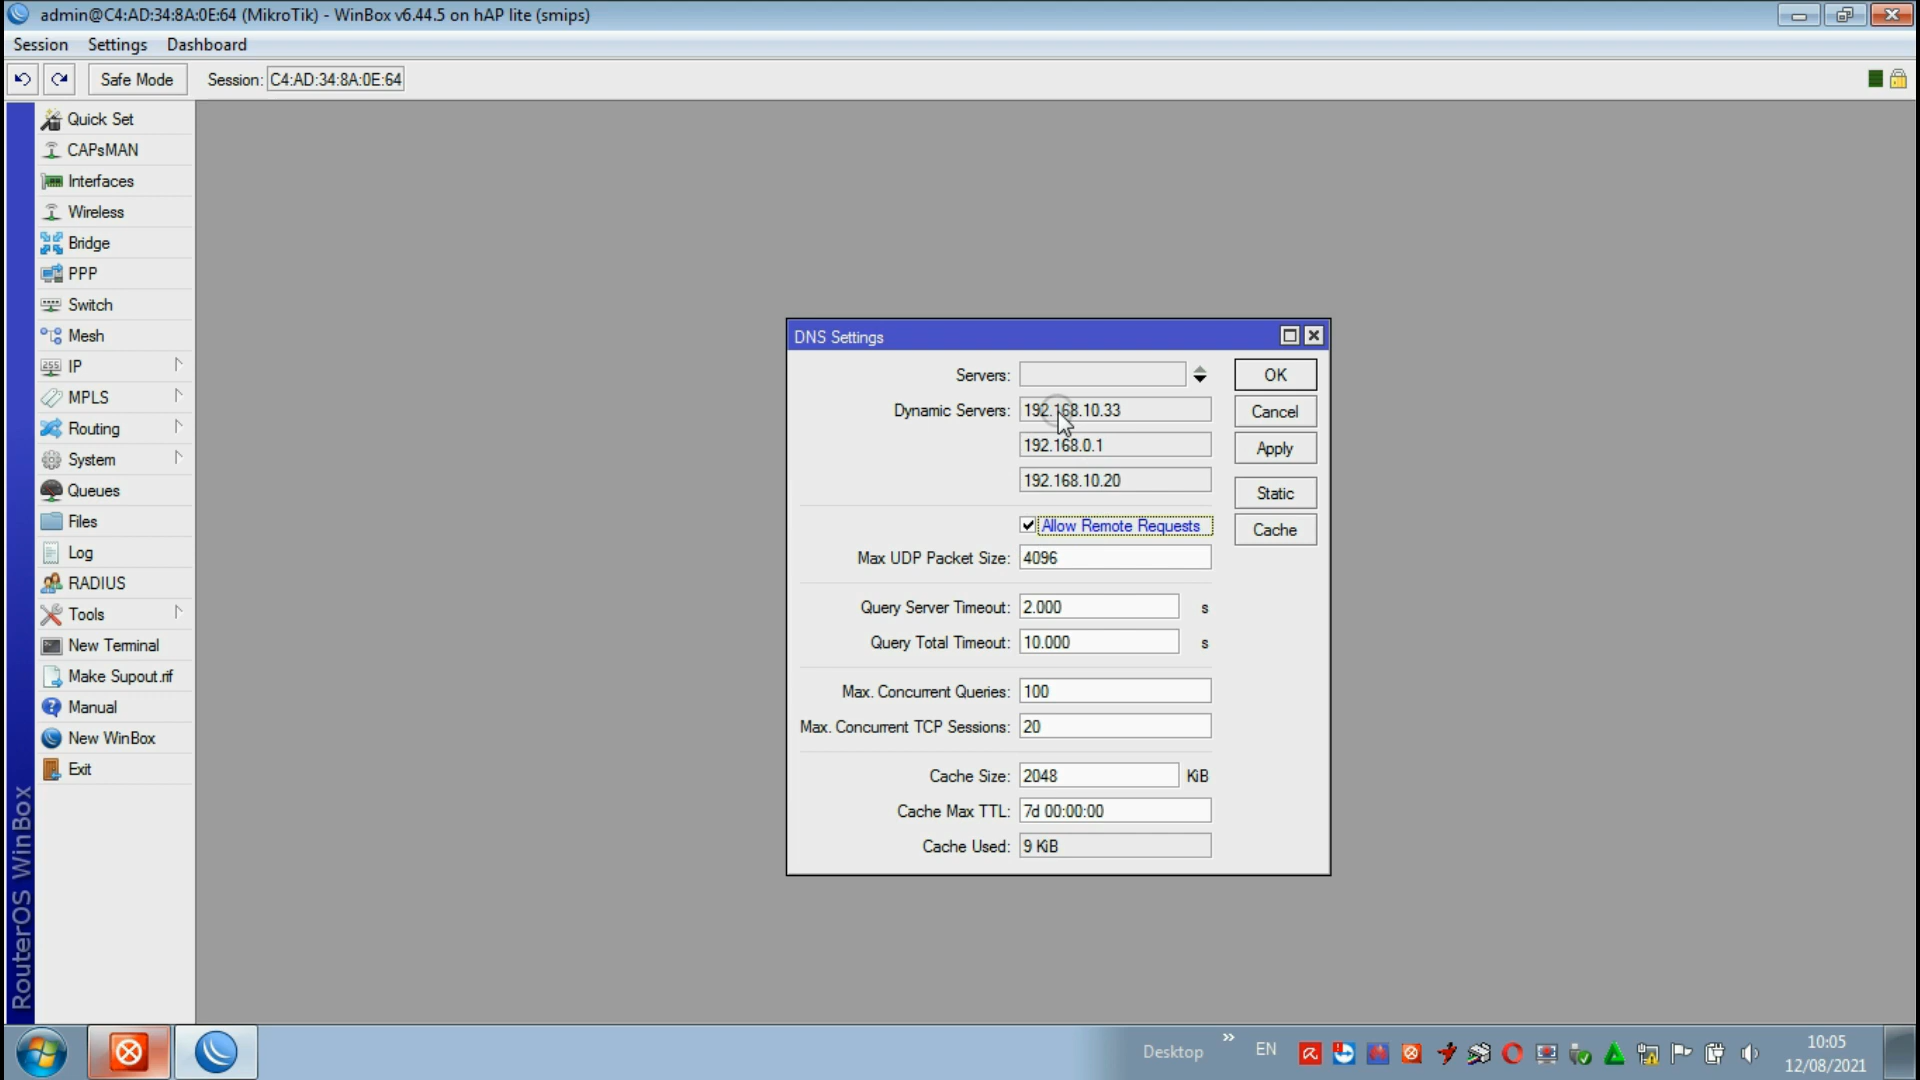 admin@C4:AD:34:8A:0E:64 (MikroTik) - WinBox v6.44.5 on hAP lite (smips)
Session Settings Dashboard
Safe Mode Session: C4:AD:34:8A:0E:64
Quick Set
CAPsMAN
Interfaces
Wireless
Bridge
PPP
Switch
Mesh
IP
MPLS
Routing
System
Queues
Files
Log
RADIUS
Tools
New Terminal
Make Supout.rif
Manual
New WinBox
Exit
RouterOS WinBox
DNS Settings
Servers:
Dynamic Servers: 192.168.10.33
192.168.0.1
192.168.10.20
Allow Remote Requests
Max UDP Packet Size: 4096
Query Server Timeout: 2.000 s
Query Total Timeout: 10.000 s
Max. Concurrent Queries: 100
Max. Concurrent TCP Sessions: 20
Cache Size: 2048 KiB
Cache Max TTL: 7d 00:00:00
Cache Used: 9 KiB
OK
Cancel
Apply
Static
Cache
Desktop » EN
10:05
12/08/2021